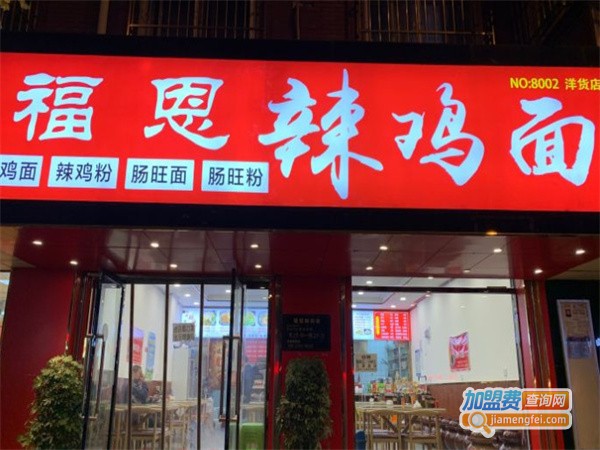 福恩辣鸡面
NO:8002 洋货店
鸡面 辣鸡粉 肠旺面 肠旺粉
加盟费查询网
jiamengfei.com